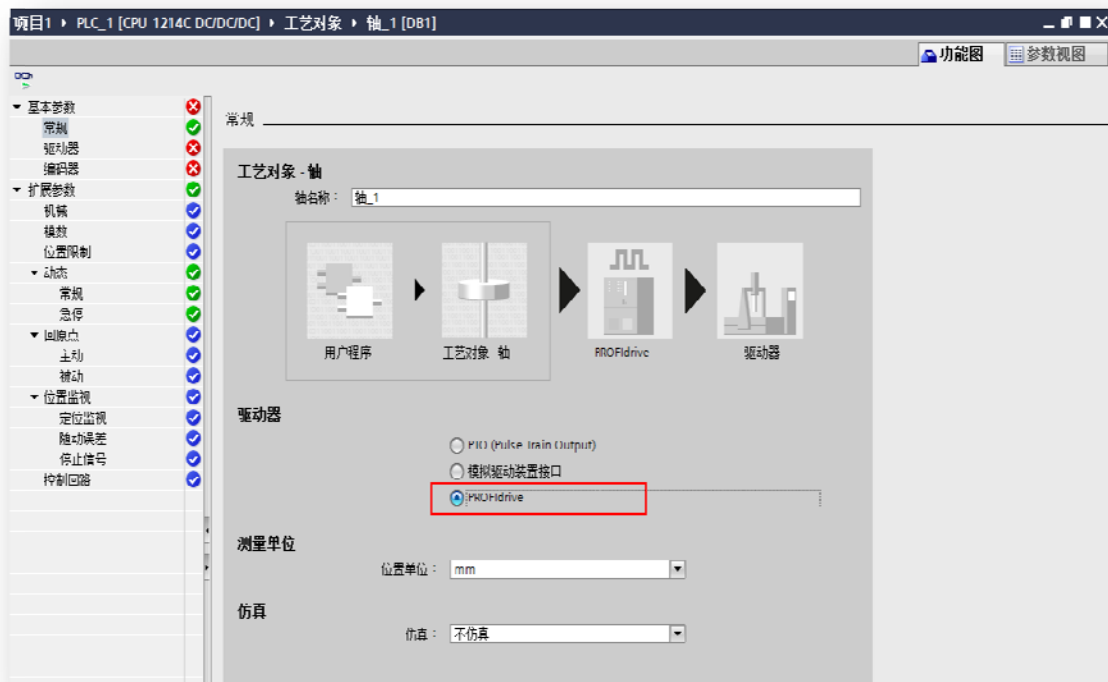 项目1 ▸ PLC_1 [CPU 1214C DC/DC/DC] ▸ 工艺对象 ▸ 轴_1 [DB1]
功能图 参数视图
基本参数
常规
驱动器
编码器
扩展参数
机械
模数
位置限制
动态
常规
急停
回原点
主动
被动
位置监视
定位监视
随动误差
停止信号
控制回路
常规
工艺对象 - 轴
轴名称： 轴_1
用户程序 工艺对象 轴 PROFIdrive 驱动器
驱动器
PTO (Pulse Train Output)
模拟驱动装置接口
PROFIdrive
测量单位
位置单位： mm
仿真
仿真： 不仿真